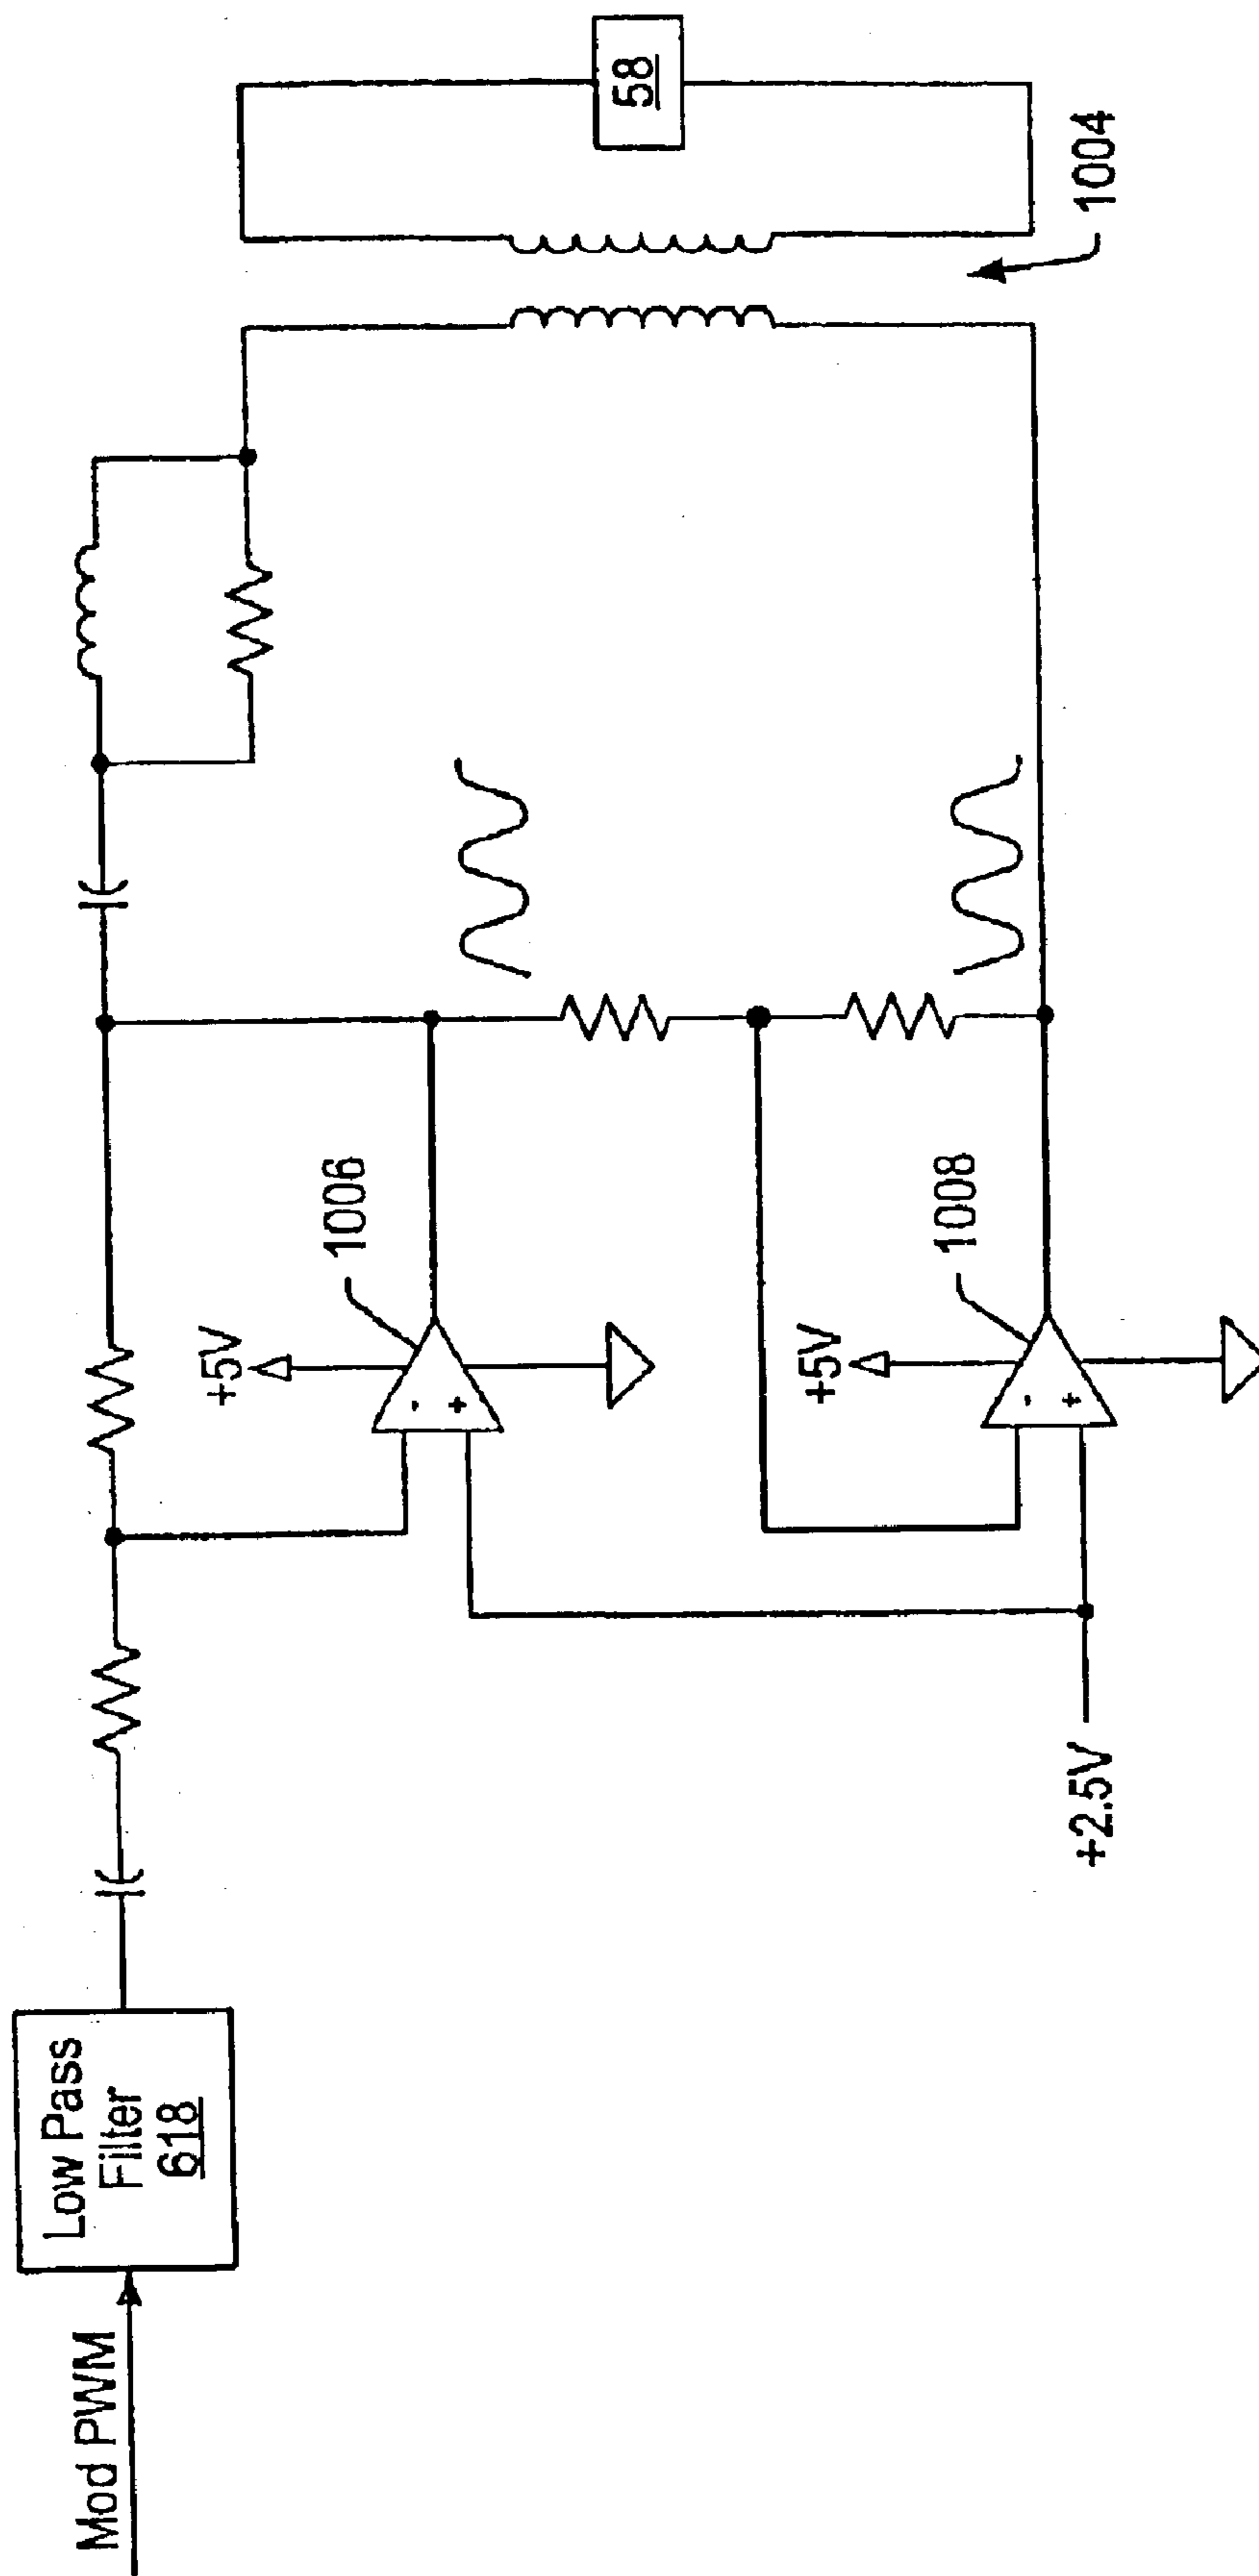 Mod PWM
Low Pass
Filter
618
+5V
1006
+5V
1008
+2.5V
-
+
-
+
58
1004